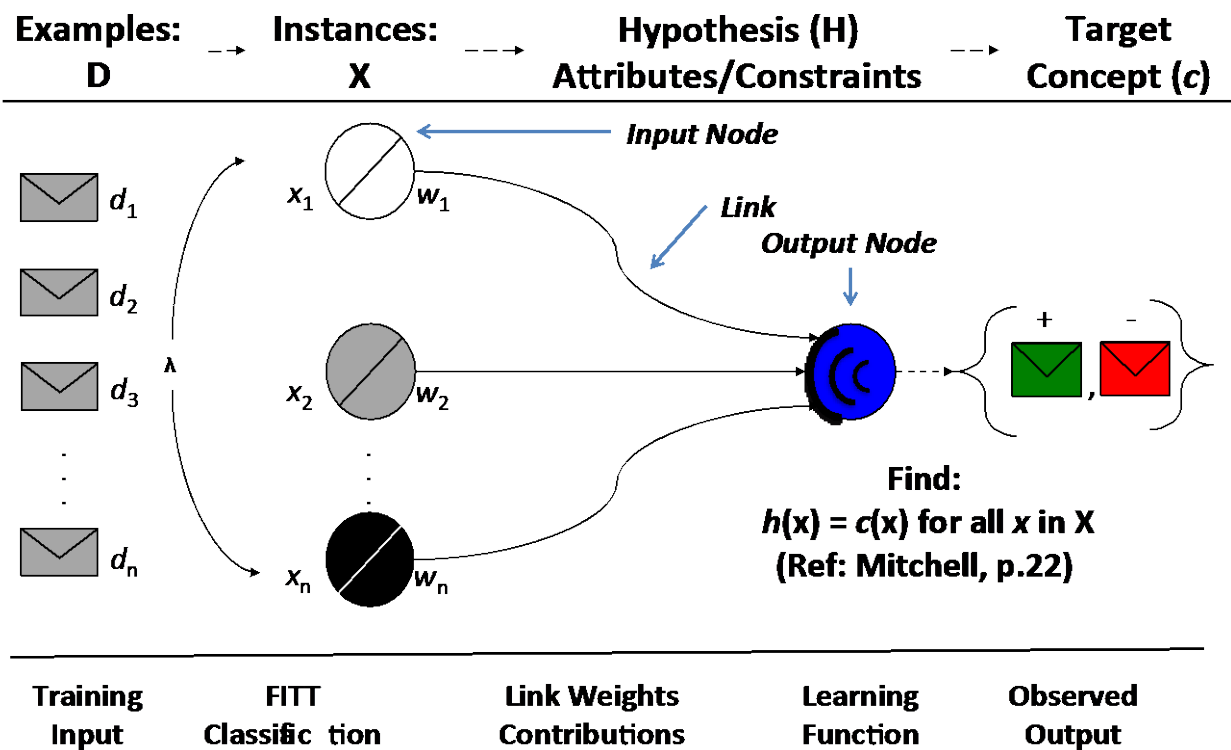 Examples:
D
Instances:
X
Hypothesis (H)
Attributes/Constraints
Target
Concept (c)
Input Node
x1
w1
Link
Output Node
d1
d2
d3
.
.
.
dn
λ
x2
w2
.
.
.
xn
wn
+
-
,
Find:
h(x) = c(x) for all x in X
(Ref: Mitchell, p.22)
Training
Input
FITT
Link Weights
Contributions
Learning
Function
Observed
Output